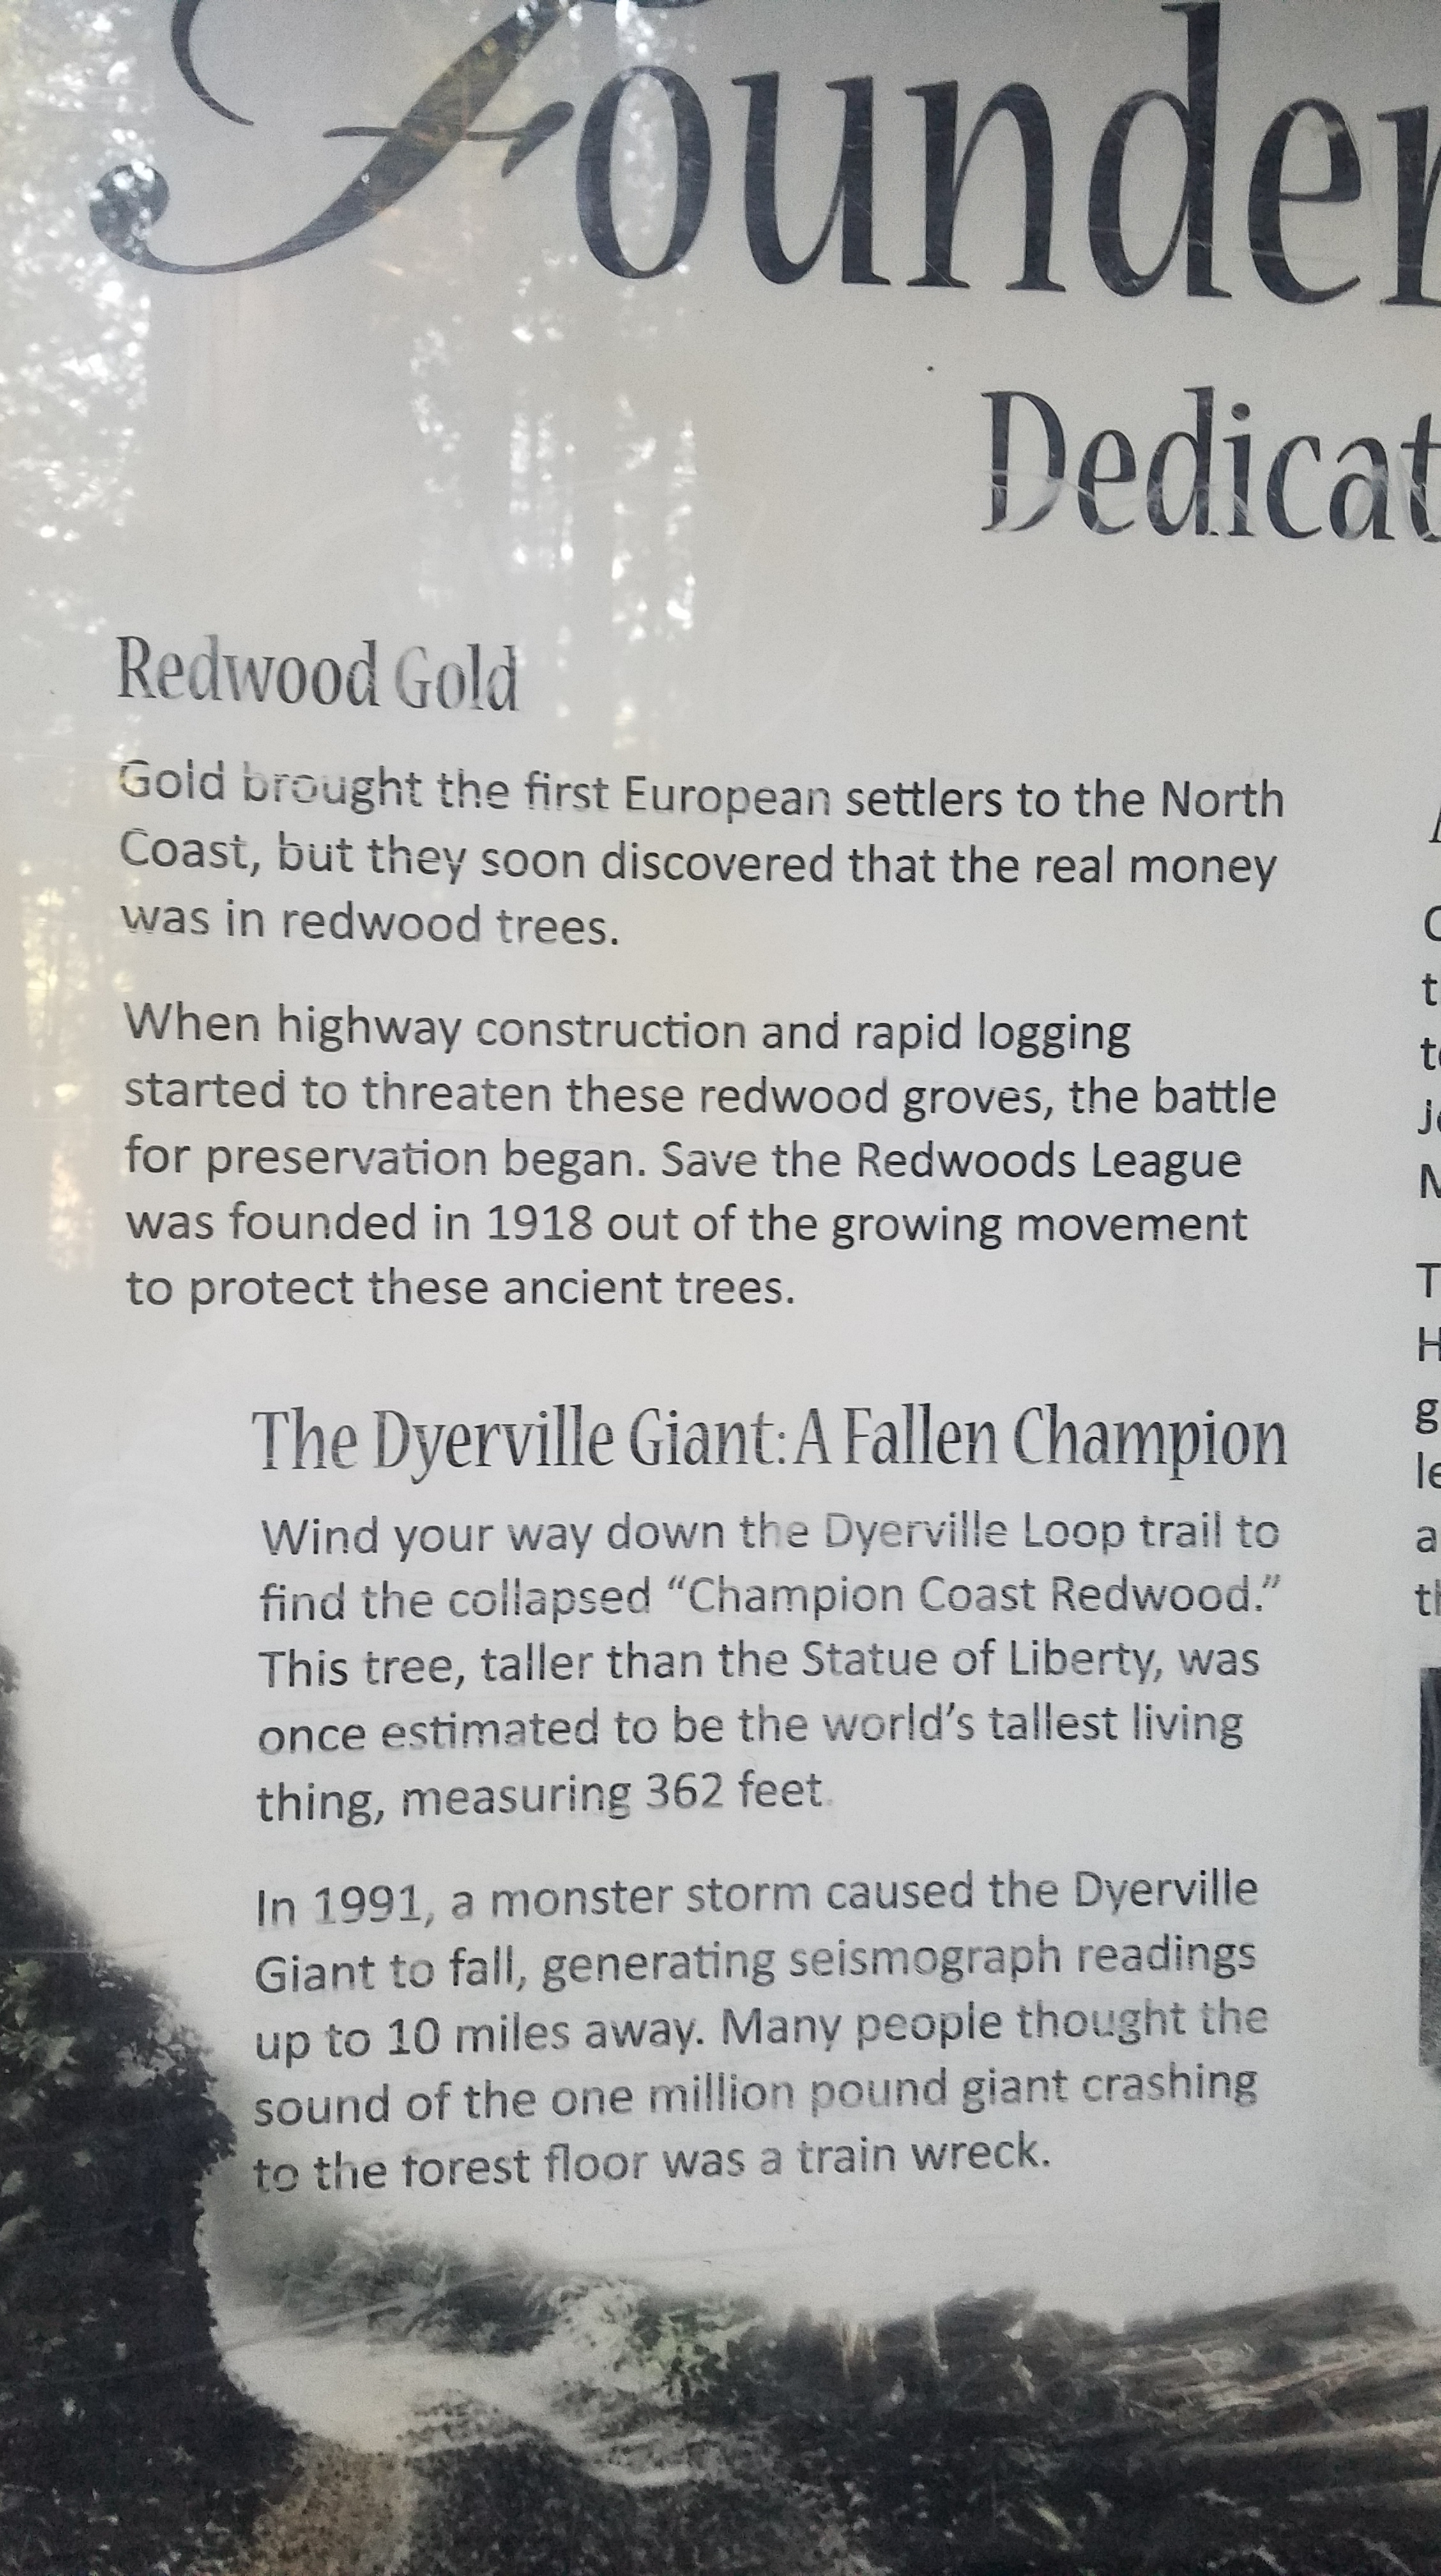 Founder
Dedicat
Redwood Gold
Gold brought the first European settlers to the North
Coast, but they soon discovered that the real money
was in redwood trees.
When highway construction and rapid logging
started to threaten these redwood groves, the battle
for preservation began. Save the Redwoods League
was founded in 1918 out of the growing movement
to protect these ancient trees.
The Dyerville Giant: A Fallen Champion
Wind your way down the Dyerville Loop trail to
find the collapsed “Champion Coast Redwood.”
This tree, taller than the Statue of Liberty, was
once estimated to be the world’s tallest living
thing, measuring 362 feet.
In 1991, a monster storm caused the Dyerville
Giant to fall, generating seismograph readings
up to 10 miles away. Many people thought the
sound of the one million pound giant crashing
to the forest floor was a train wreck.